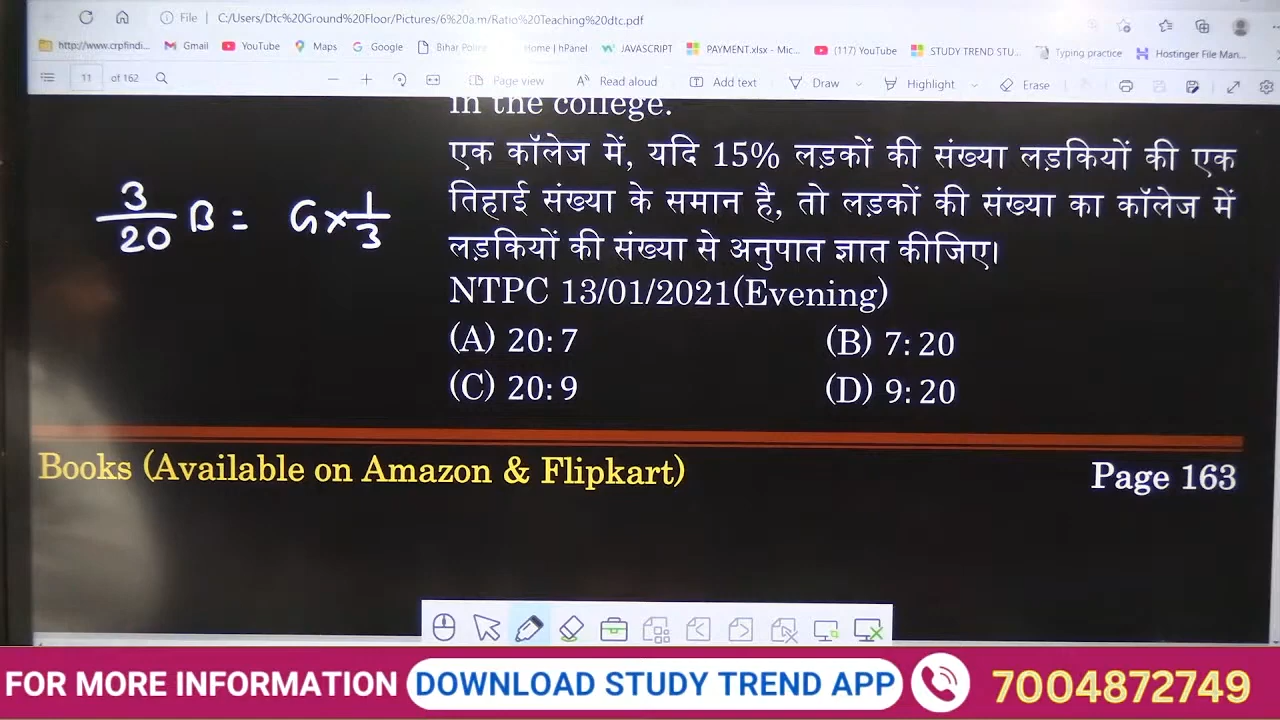 File C:/Users/Dtc%20Ground%20Floor/Pictures/6%20a.m/Ratio%20Teaching%20dtc.pdf
http://www.crpfindi... Gmail YouTube Maps Google Bihar Police Home | hPanel JAVASCRIPT PAYMENT.xlsx - Mic... (117) YouTube STUDY TREND STU... Typing practice Hostinger File Man...
11 of 162 Page view Read aloud Add text Draw Highlight Erase
in the college.
एक कॉलेज में, यदि 15% लड़कों की संख्या लड़कियों की एक
तिहाई संख्या के समान है, तो लड़कों की संख्या का कॉलेज में
लड़कियों की संख्या से अनुपात ज्ञात कीजिए।
3/20 B = G × 1/3
NTPC 13/01/2021(Evening)
(A) 20:7 (B) 7:20
(C) 20:9 (D) 9:20
Books (Available on Amazon & Flipkart) Page 163
FOR MORE INFORMATION DOWNLOAD STUDY TREND APP 7004872749